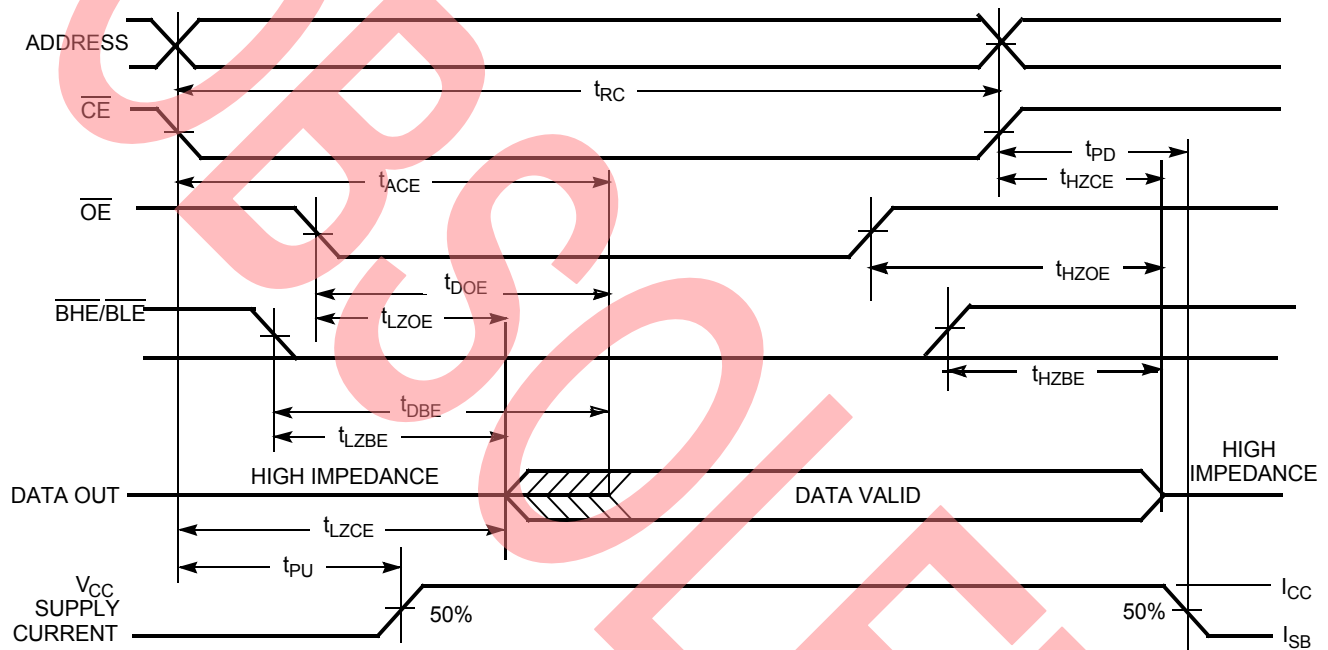 ADDRESS
tRC
CE
tPD
tACE
tHZCE
OE
tDOE
tHZOE
BHE/BLE
tLZOE
tHZBE
tDBE
tLZBE
HIGH IMPEDANCE
HIGH
IMPEDANCE
DATA OUT
DATA VALID
tLZCE
tPU
VCC
SUPPLY
CURRENT
50%
50%
ICC
ISB
OBSOLE